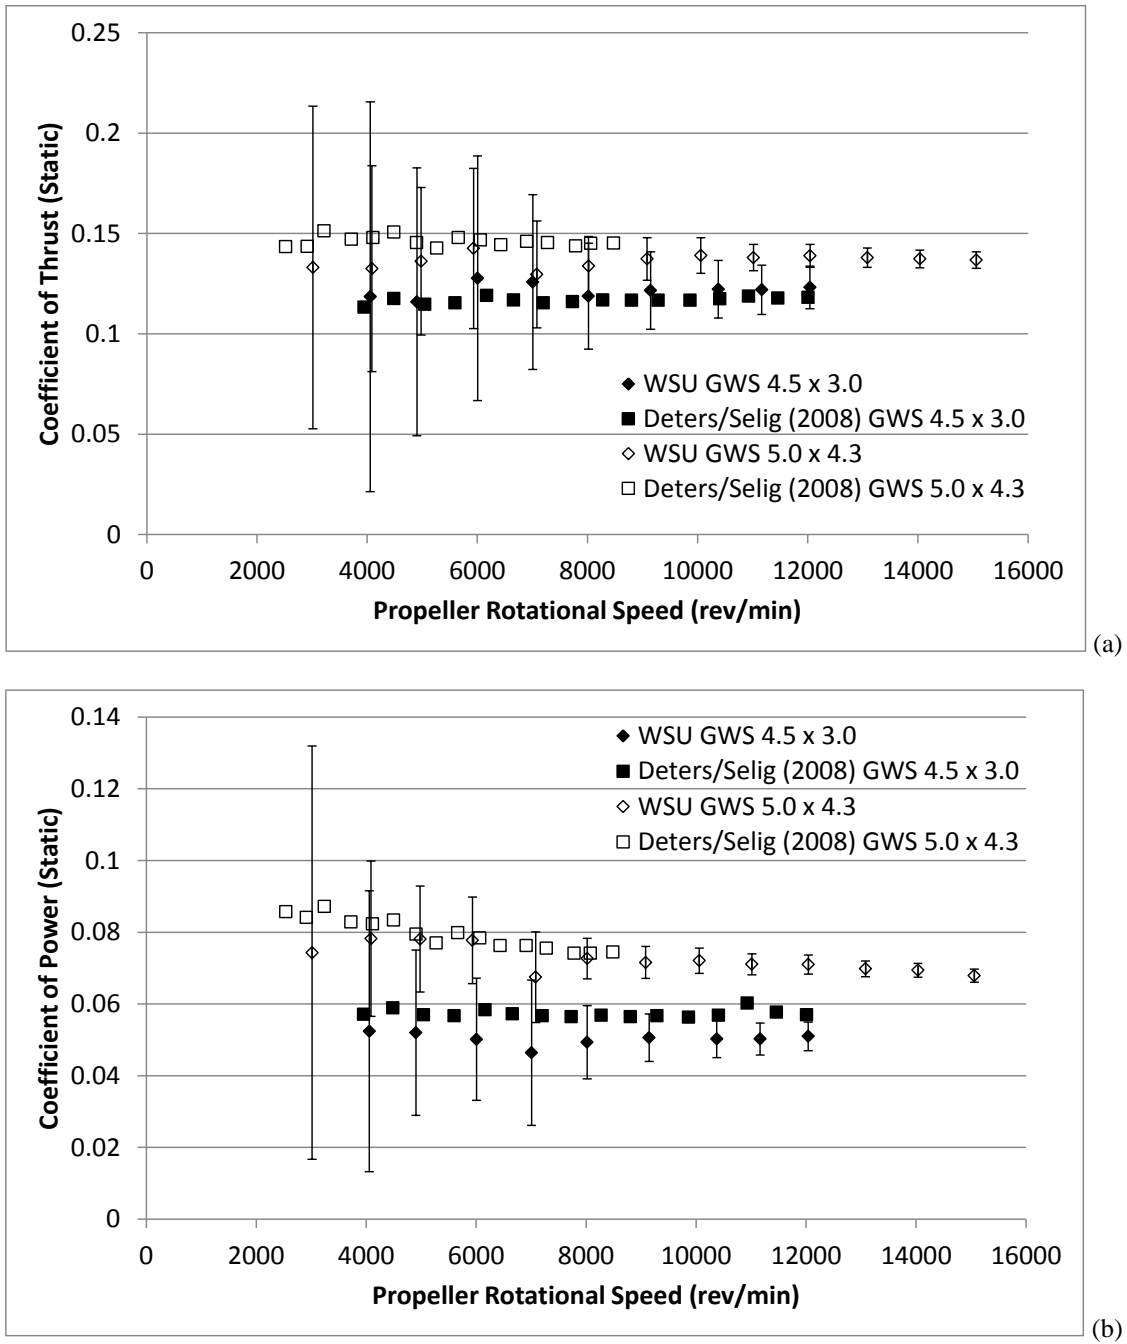 0.25
0.2
0.15
0.1
0.05
0
Coefficient of Thrust (Static)
WSU GWS 4.5 x 3.0
Deters/Selig (2008) GWS 4.5 x 3.0
WSU GWS 5.0 x 4.3
Deters/Selig (2008) GWS 5.0 x 4.3
0 2000 4000 6000 8000 10000 12000 14000 16000
Propeller Rotational Speed (rev/min)
(a)
0.14
0.12
0.1
0.08
0.06
0.04
0.02
0
Coefficient of Power (Static)
WSU GWS 4.5 x 3.0
Deters/Selig (2008) GWS 4.5 x 3.0
WSU GWS 5.0 x 4.3
Deters/Selig (2008) GWS 5.0 x 4.3
0 2000 4000 6000 8000 10000 12000 14000 16000
Propeller Rotational Speed (rev/min)
(b)